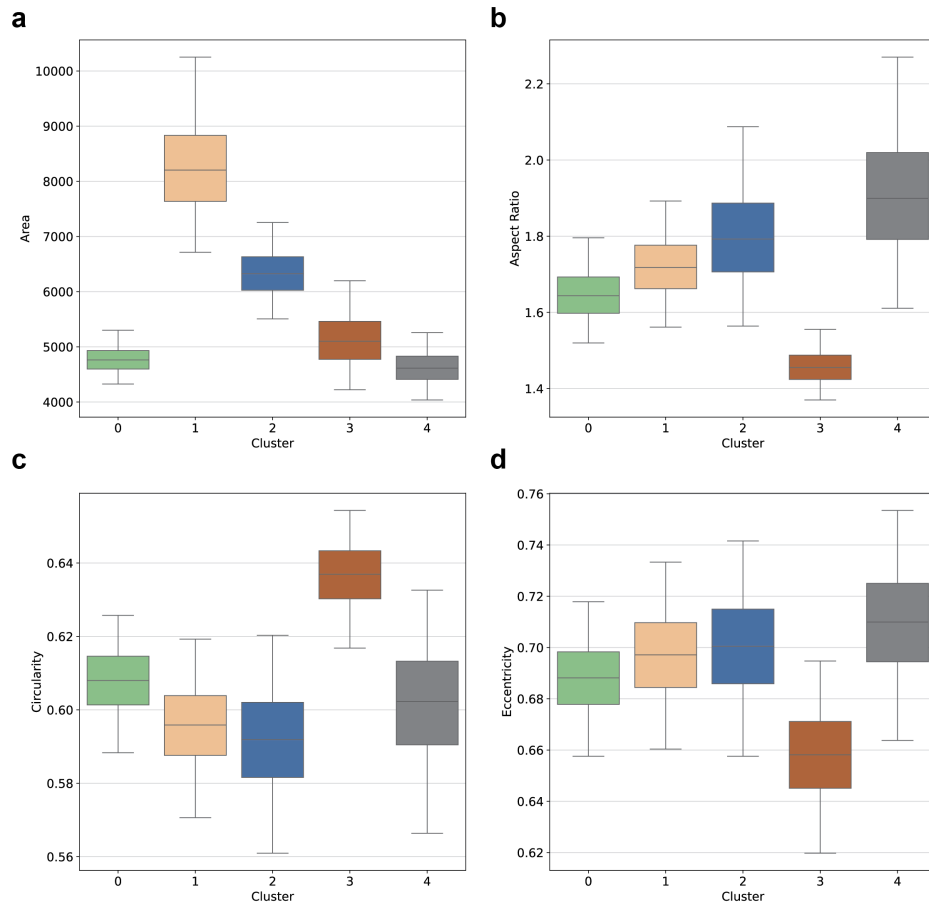 a
10000
9000
8000
7000
6000
5000
4000
Area
0 1 2 3 4
Cluster
b
2.2
2.0
1.8
1.6
1.4
Aspect Ratio
0 1 2 3 4
Cluster
c
0.64
0.62
0.60
0.58
0.56
Circularity
0 1 2 3 4
Cluster
d
0.76
0.74
0.72
0.70
0.68
0.66
0.64
0.62
Eccentricity
0 1 2 3 4
Cluster